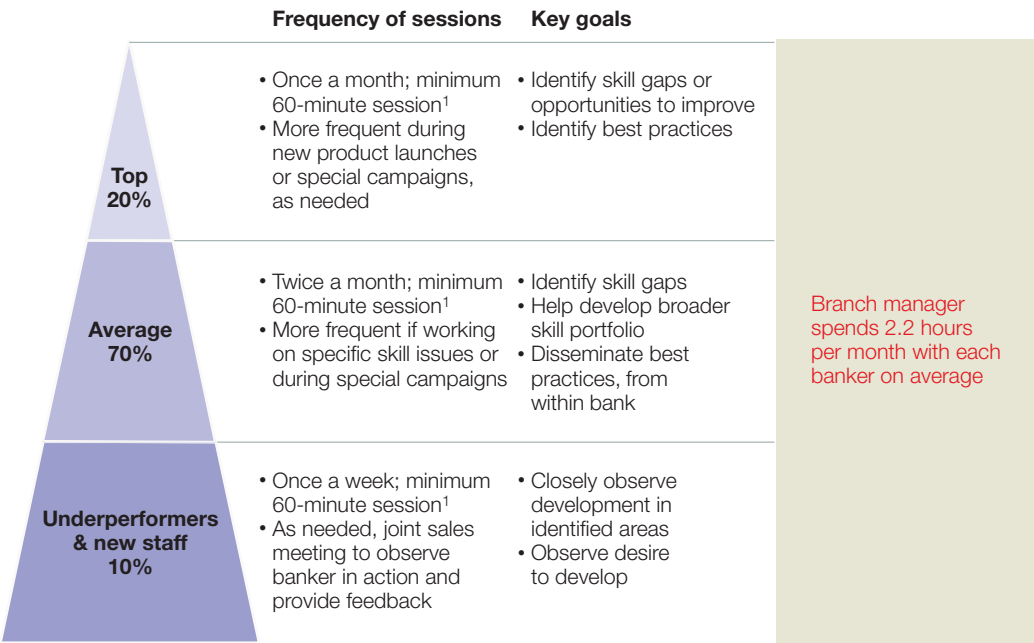 Frequency of sessions
Key goals
Top
20%
• Once a month; minimum
60-minute session¹
• More frequent during
new product launches
or special campaigns,
as needed
• Identify skill gaps or
opportunities to improve
• Identify best practices
Average
70%
• Twice a month; minimum
60-minute session¹
• More frequent if working
on specific skill issues or
during special campaigns
• Identify skill gaps
• Help develop broader
skill portfolio
• Disseminate best
practices, from
within bank
Underperformers
& new staff
10%
• Once a week; minimum
60-minute session¹
• As needed, joint sales
meeting to observe
banker in action and
provide feedback
• Closely observe
development in
identified areas
• Observe desire
to develop
Branch manager
spends 2.2 hours
per month with each
banker on average